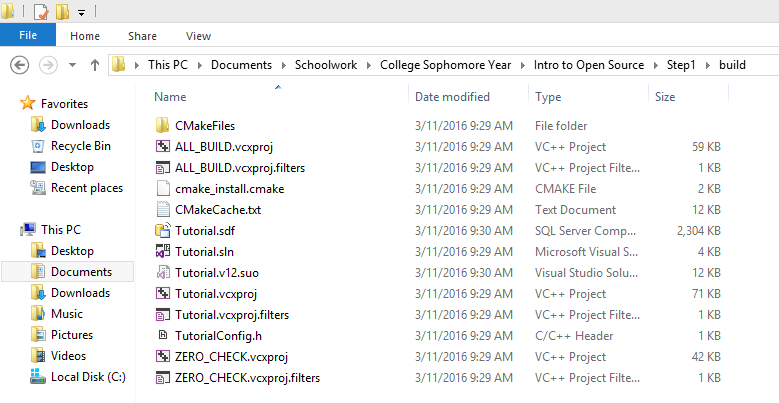 File Home Share View
This PC Documents Schoolwork College Sophomore Year Intro to Open Source Step1 build
Name Date modified Type Size
Favorites
Downloads
Recycle Bin
Desktop
Recent places
This PC
Desktop
Documents
Downloads
Music
Pictures
Videos
Local Disk (C:)
CMakeFiles 3/11/2016 9:29 AM File folder
ALL_BUILD.vcxproj 3/11/2016 9:29 AM VC++ Project 59 KB
ALL_BUILD.vcxproj.filters 3/11/2016 9:29 AM VC++ Project Filte... 1 KB
cmake_install.cmake 3/11/2016 9:29 AM CMAKE File 2 KB
CMakeCache.txt 3/11/2016 9:29 AM Text Document 12 KB
Tutorial.sdf 3/11/2016 9:30 AM SQL Server Comp... 2,304 KB
Tutorial.sln 3/11/2016 9:29 AM Microsoft Visual S... 4 KB
Tutorial.v12.suo 3/11/2016 9:30 AM Visual Studio Solu... 12 KB
Tutorial.vcxproj 3/11/2016 9:29 AM VC++ Project 71 KB
Tutorial.vcxproj.filters 3/11/2016 9:29 AM VC++ Project Filte... 1 KB
TutorialConfig.h 3/11/2016 9:29 AM C/C++ Header 1 KB
ZERO_CHECK.vcxproj 3/11/2016 9:29 AM VC++ Project 42 KB
ZERO_CHECK.vcxproj.filters 3/11/2016 9:29 AM VC++ Project Filte... 1 KB